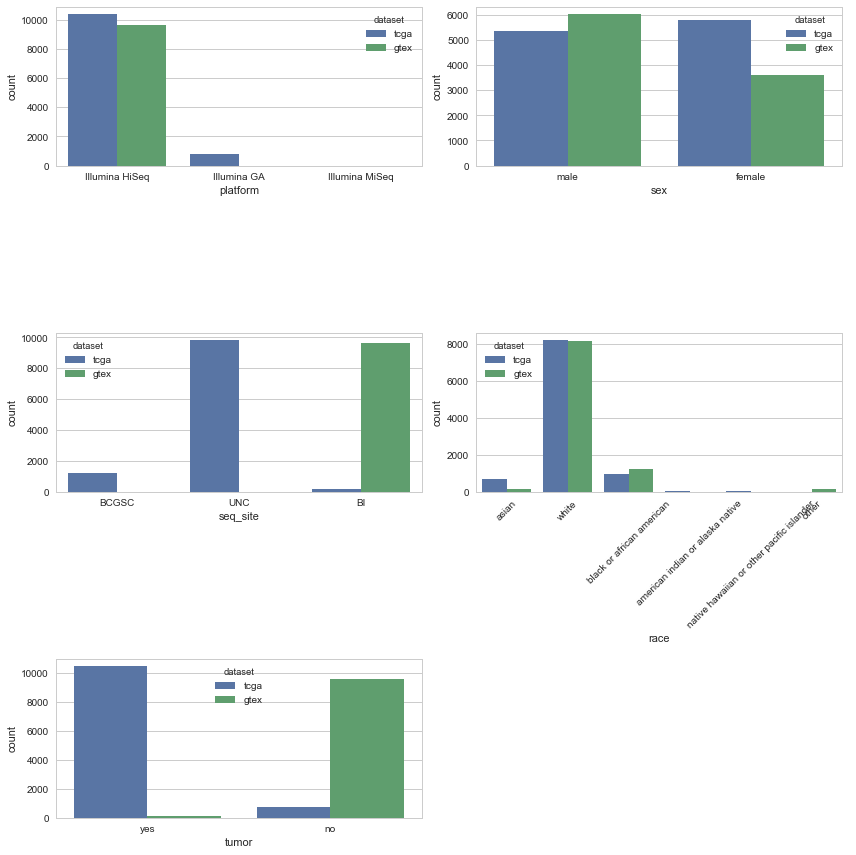 10000
8000
6000
4000
2000
0
count
dataset
tcga
gtex
Illumina HiSeq
Illumina GA
Illumina MiSeq
platform
6000
5000
4000
3000
2000
1000
0
count
dataset
tcga
gtex
male
female
sex
10000
8000
6000
4000
2000
0
count
dataset
tcga
gtex
BCGSC
UNC
BI
seq_site
8000
6000
4000
2000
0
count
dataset
tcga
gtex
asian
white
black or african american
american indian or alaska native
native hawaiian or other pacific islander
other
race
10000
8000
6000
4000
2000
0
count
dataset
tcga
gtex
yes
no
tumor